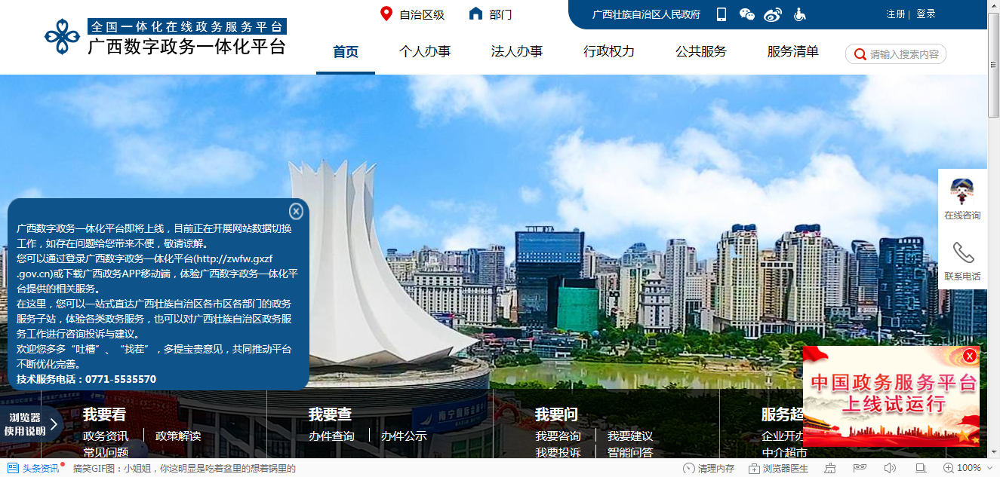 自治区级
部门
广西壮族自治区人民政府
注册 | 登录
全国一体化在线政务服务平台
广西数字政务一体化平台
首页
个人办事
法人办事
行政权力
公共服务
服务清单
请输入搜索内容
在线咨询
联系电话
广西数字政务一体化平台即将上线，目前正在开展网站数据切换
工作，如存在问题给您带来不便，敬请谅解。
您可以通过登录广西数字政务一体化平台(http://zwfw.gxzf
.gov.cn)或下载广西政务APP移动端，体验广西数字政务一体化平
台提供的相关服务。
在这里，您可以一站式直达广西壮族自治区各市区各部门的政务
服务子站，体验各类政务服务，也可以对广西壮族自治区政务服
务工作进行咨询投诉与建议。
欢迎您多多“吐槽”、“找茬”，多提宝贵意见，共同推动平台
不断优化完善。
技术服务电话：0771-5535570
中国政务服务平台
上线试运行
浏览器
使用说明
我要看
政务资讯
政策解读
常见问题
我要查
办件查询
办件公示
我要问
我要咨询
我要建议
我要投诉
智能问答
服务超
企业开办
中介超市
头条资讯
搞笑GIF图：小姐姐，你这明显是吃着盆里的想着锅里的
清理内存
浏览器医生
100%